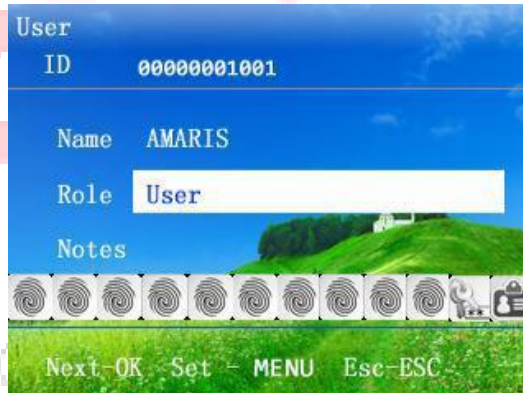 User
ID 00000001001
Name AMARIS
Role User
Notes
Next-OK Set - MENU Esc-ESC